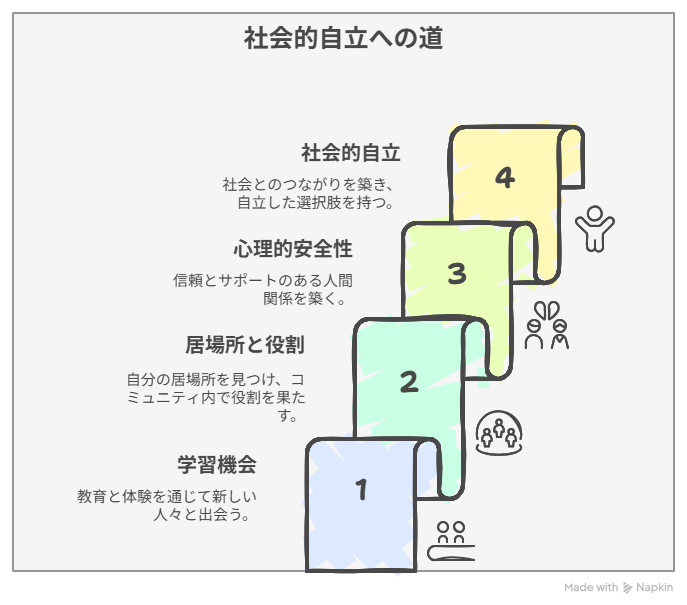 社会的自立への道
4
社会的自立
社会とのつながりを築き、
自立した選択肢を持つ。
3
心理的安全性
信頼とサポートのある人間
関係を築く。
2
居場所と役割
自分の居場所を見つけ、コ
ミュニティ内で役割を果た
す。
1
学習機会
教育と体験を通じて新しい
人々と出会う。
Made with Napkin